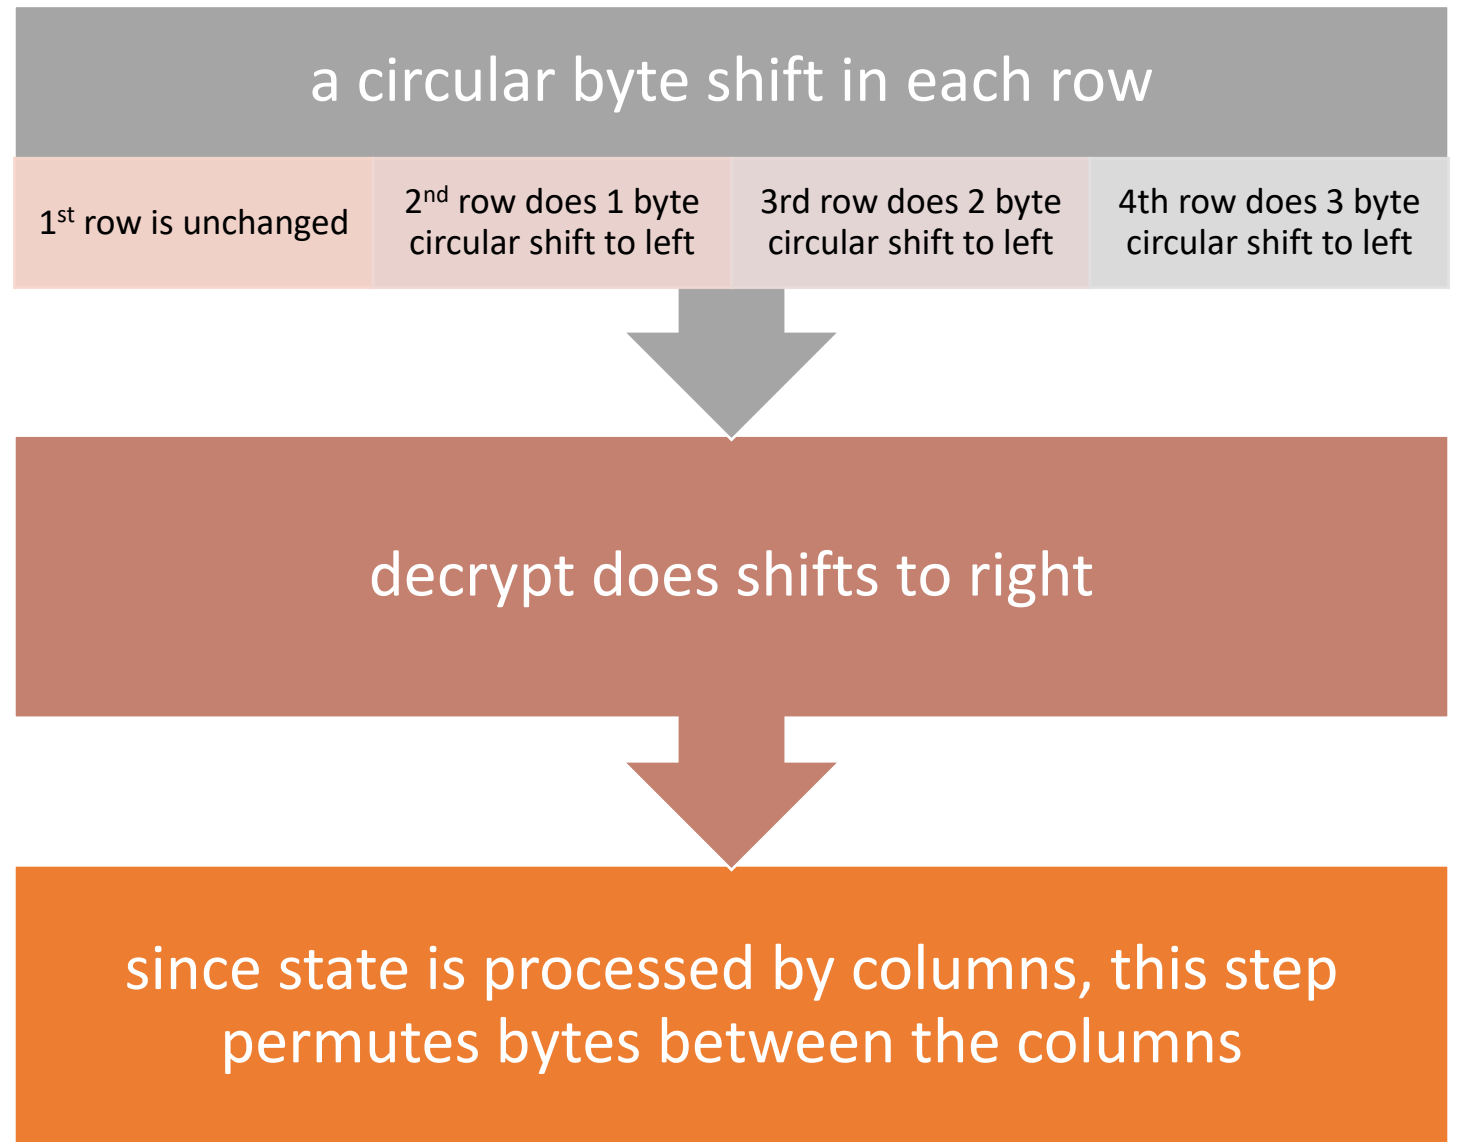 a circular byte shift in each row
1st row is unchanged
2nd row does 1 byte
circular shift to left
3rd row does 2 byte
circular shift to left
4th row does 3 byte
circular shift to left
decrypt does shifts to right
since state is processed by columns, this step
permutes bytes between the columns